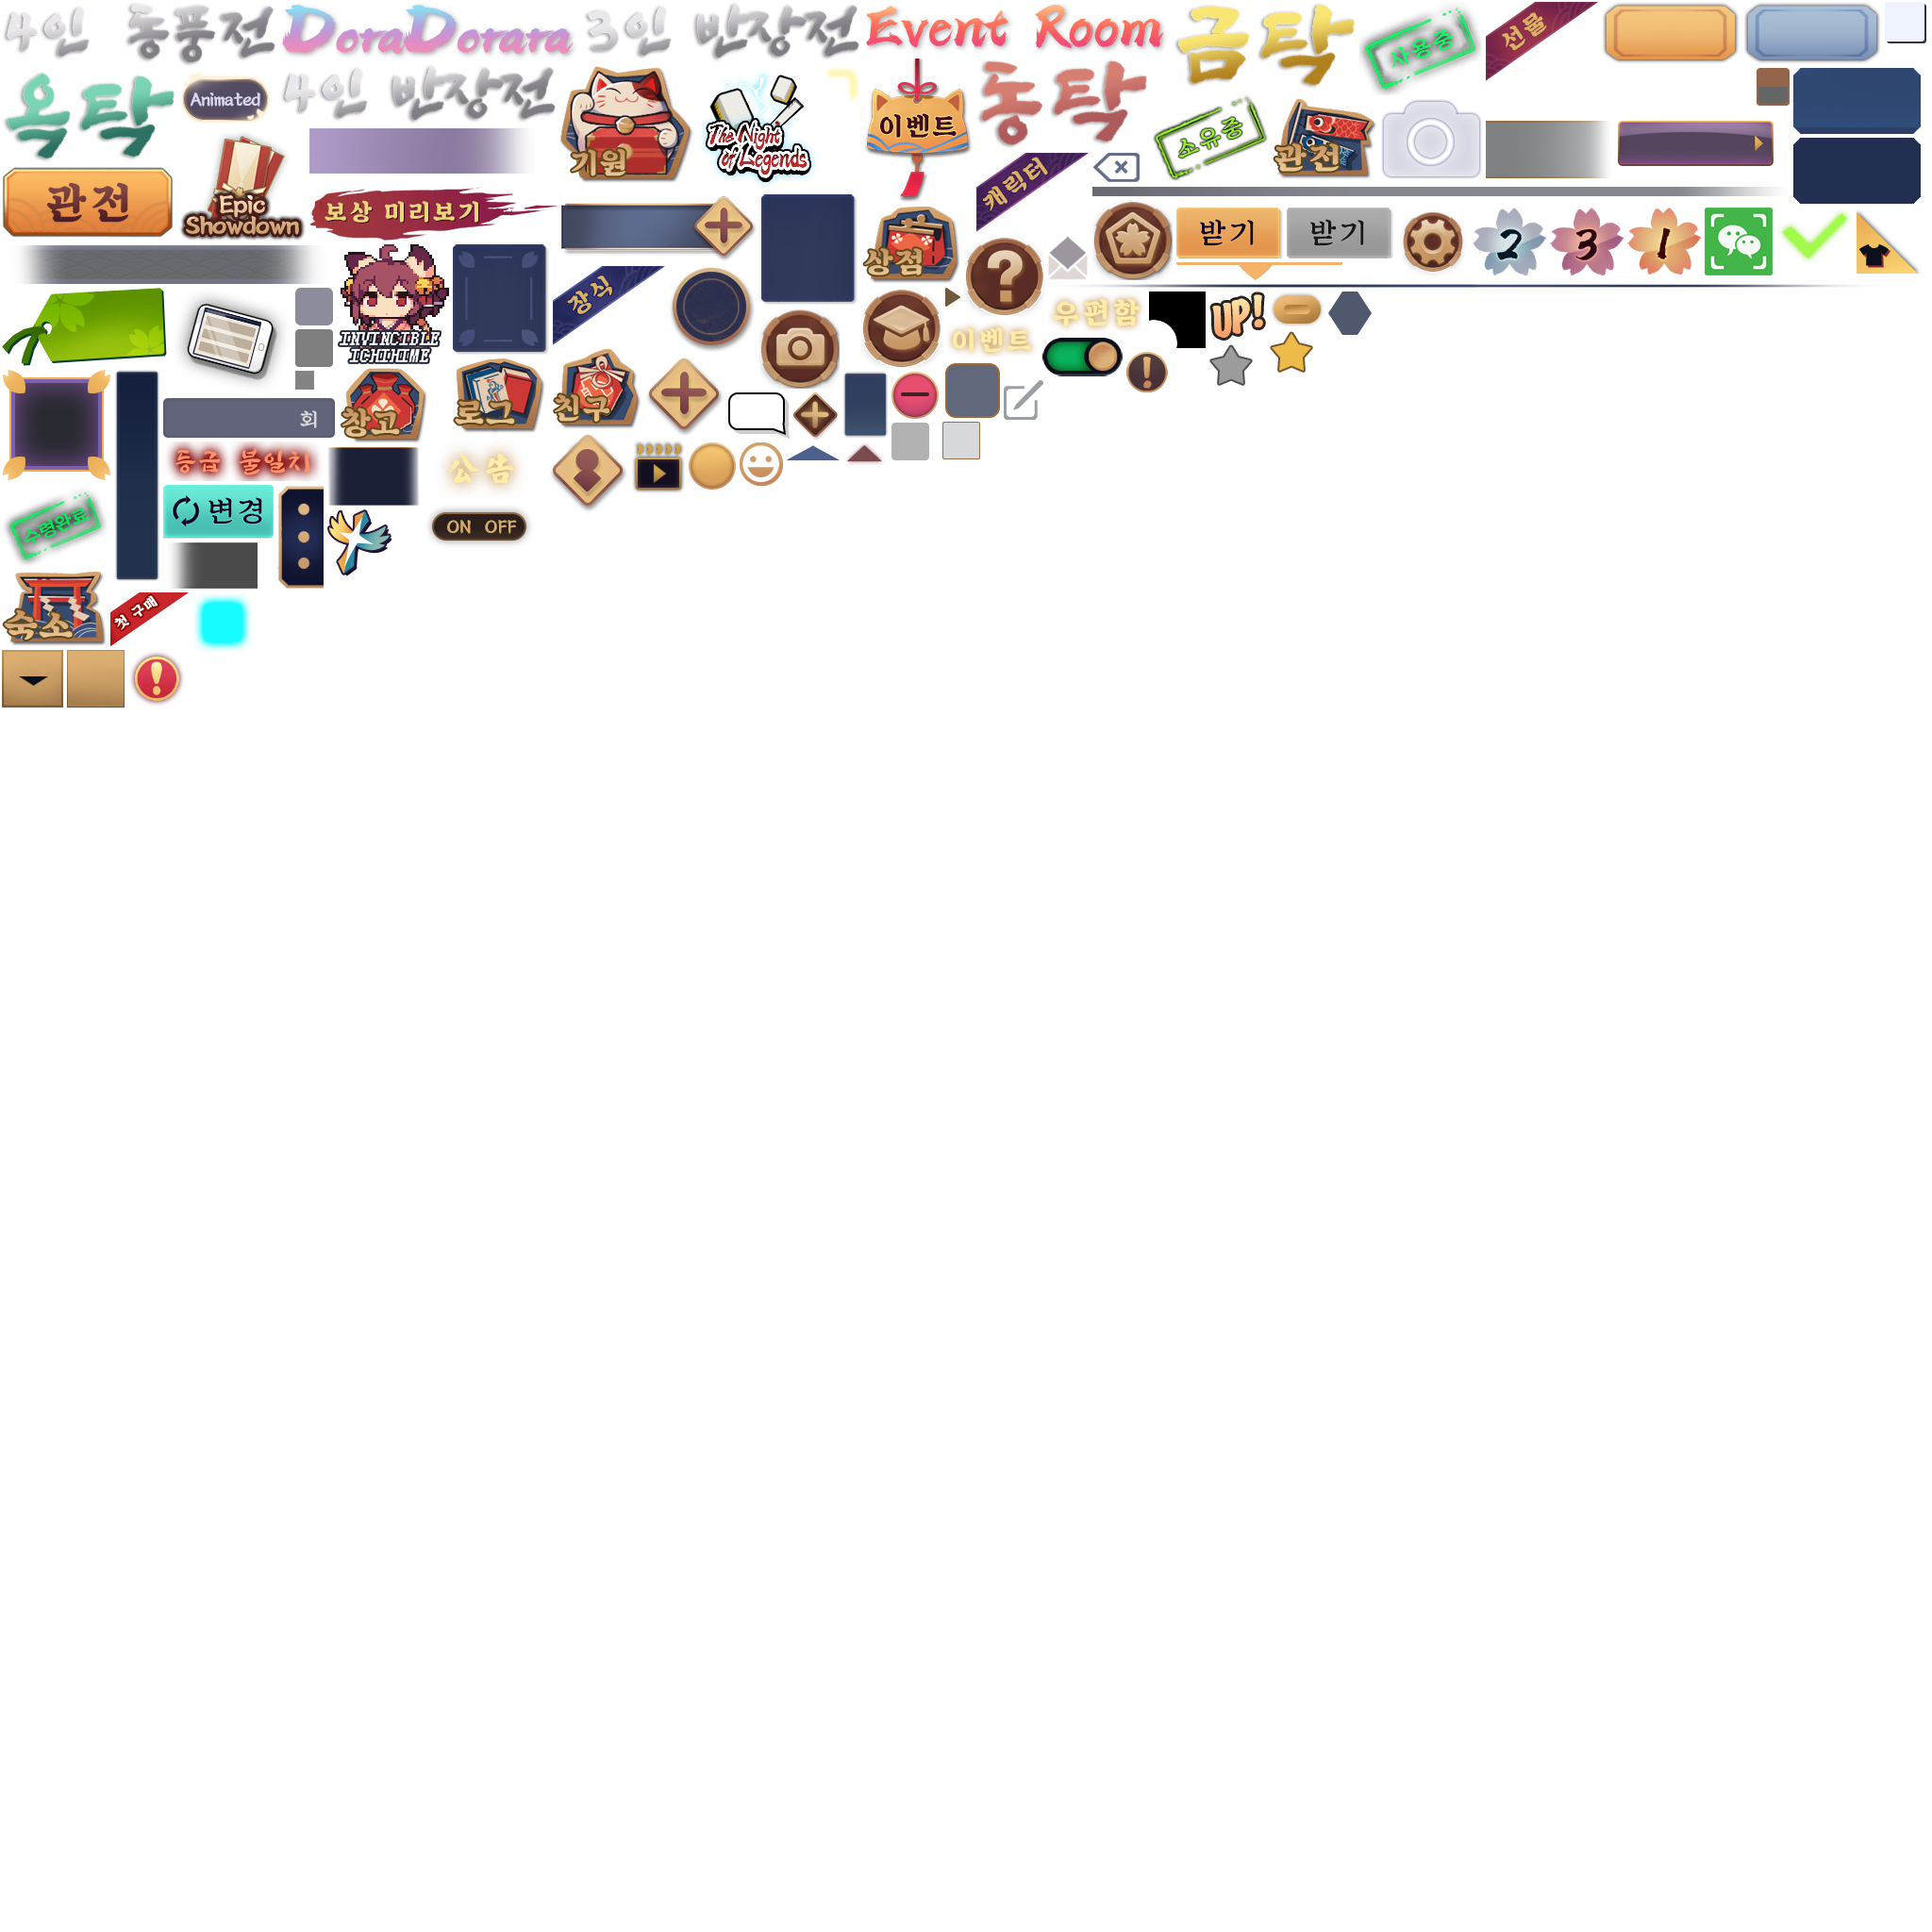 4인 동풍전
DoraDorara
3인 반장전
Event Room
금탁
사용중
선물
옥탁
Animated
4인 반장전
기원
The Night of Legends
이벤트
동탁
소유중
관전
캐릭터
관전
Epic Showdown
보상 미리보기
상점
받기
받기
2
3
1
장식
INVINCIBLE ICHIHIME
이벤트
우편함
UP!
창고
로그
친구
회
등급 불일치
公告
수령완료
변경
ON OFF
숙소
첫 구매